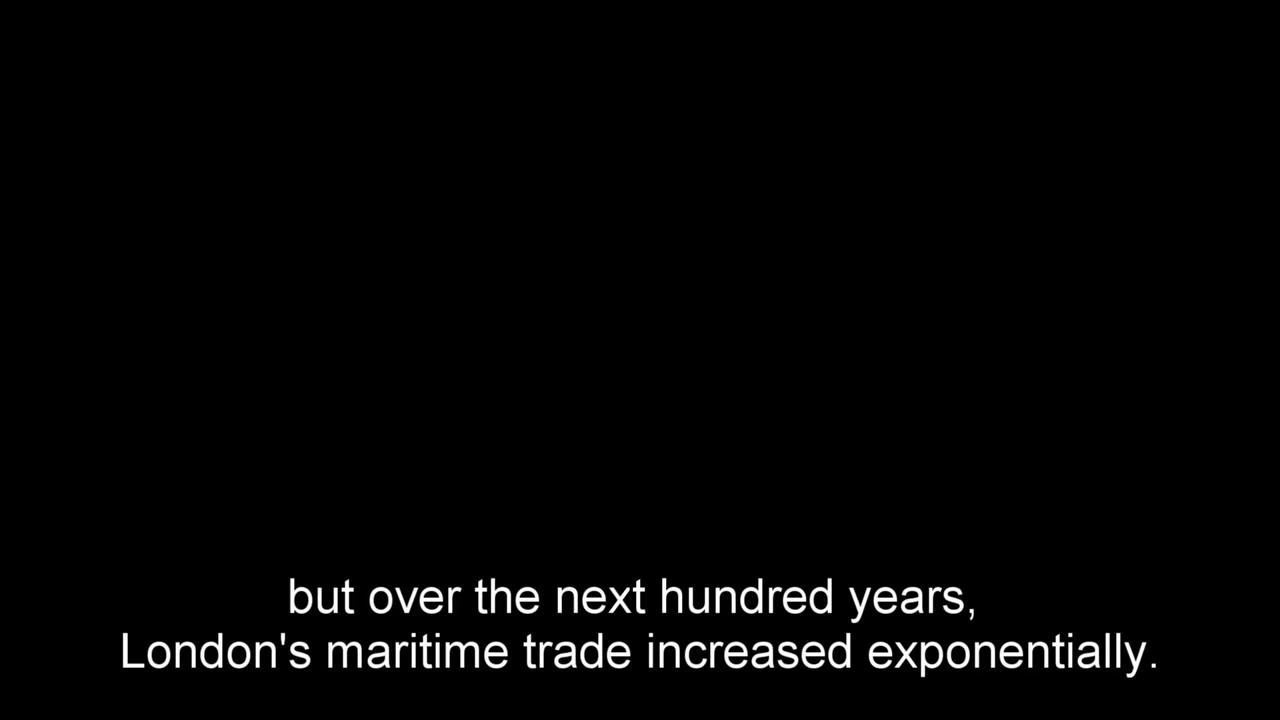 but over the next hundred years,
London's maritime trade increased exponentially.